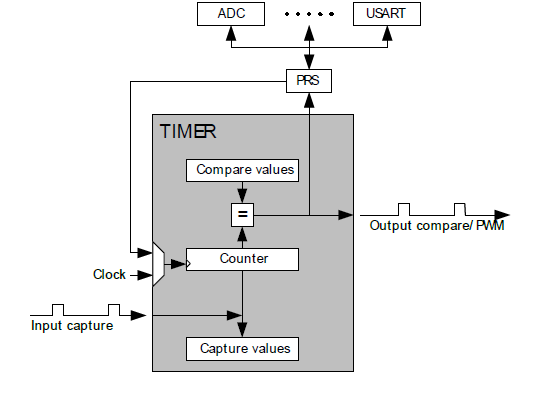 ADC
USART
PRS
TIMER
Compare values
=
Output compare/ PWM
Counter
Clock
Input capture
Capture values